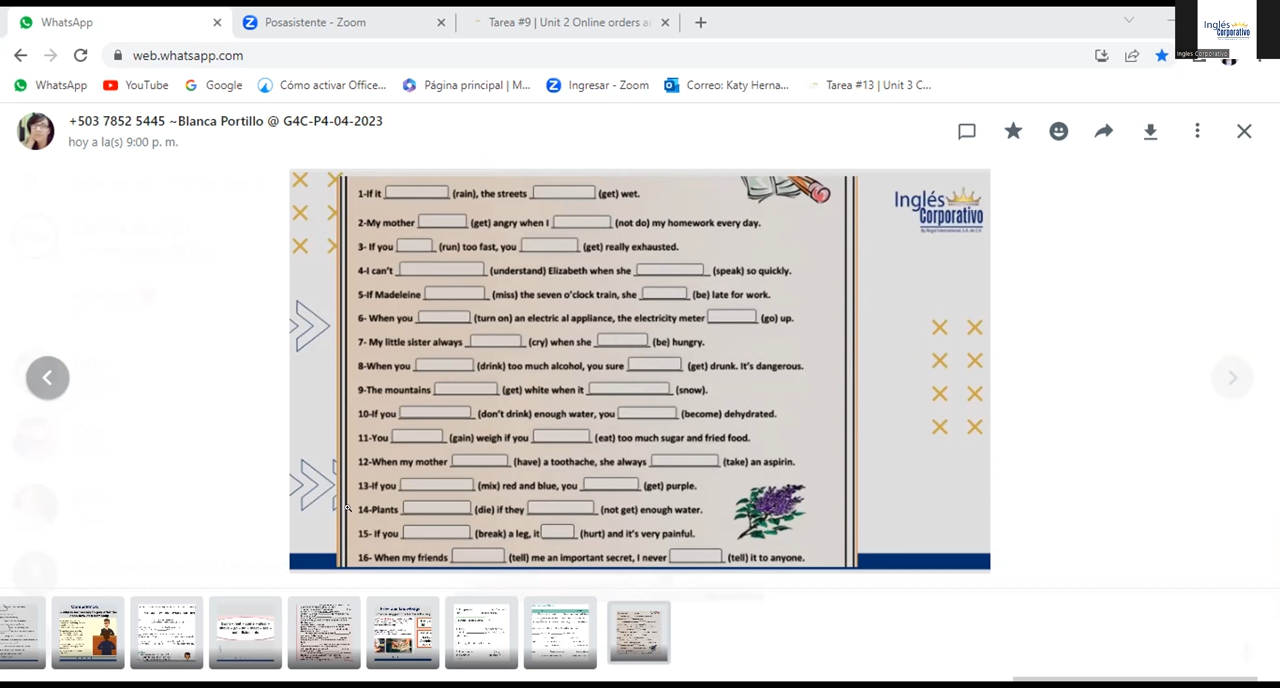 WhatsApp
Posasistente - Zoom
Tarea #9 | Unit 2 Online orders a
Inglés Corporativo
Ingles Corporativo
web.whatsapp.com
WhatsApp
YouTube
Google
Cómo activar Office...
Página principal | M...
Ingresar - Zoom
Correo: Katy Herna...
Tarea #13 | Unit 3 C...
+503 7852 5445 ~Blanca Portillo @ G4C-P4-04-2023
hoy a la(s) 9:00 p. m.
Inglés
Corporativo
1-If it (rain), the streets (get) wet.
2-My mother (get) angry when I (not do) my homework every day.
3- If you (run) too fast, you (get) really exhausted.
4-I can't (understand) Elizabeth when she (speak) so quickly.
5-If Madeleine (miss) the seven o'clock train, she (be) late for work.
6- When you (turn on) an electric al appliance, the electricity meter (go) up.
7- My little sister always (cry) when she (be) hungry.
8-When you (drink) too much alcohol, you sure (get) drunk. It's dangerous.
9-The mountains (get) white when it (snow).
10-If you (don't drink) enough water, you (become) dehydrated.
11-You (gain) weigh if you (eat) too much sugar and fried food.
12-When my mother (have) a toothache, she always (take) an aspirin.
13-If you (mix) red and blue, you (get) purple.
14-Plants (die) if they (not get) enough water.
15- If you (break) a leg, it (hurt) and it's very painful.
16- When my friends (tell) me an important secret, I never (tell) it to anyone.